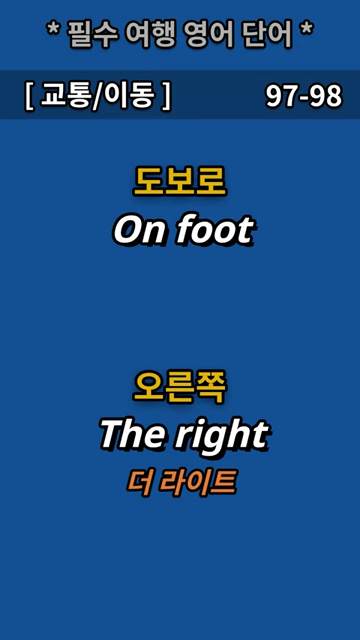 * 필수 여행 영어 단어 *
[ 교통/이동 ] 97-98
도보로
On foot
오른쪽
The right
더 라이트